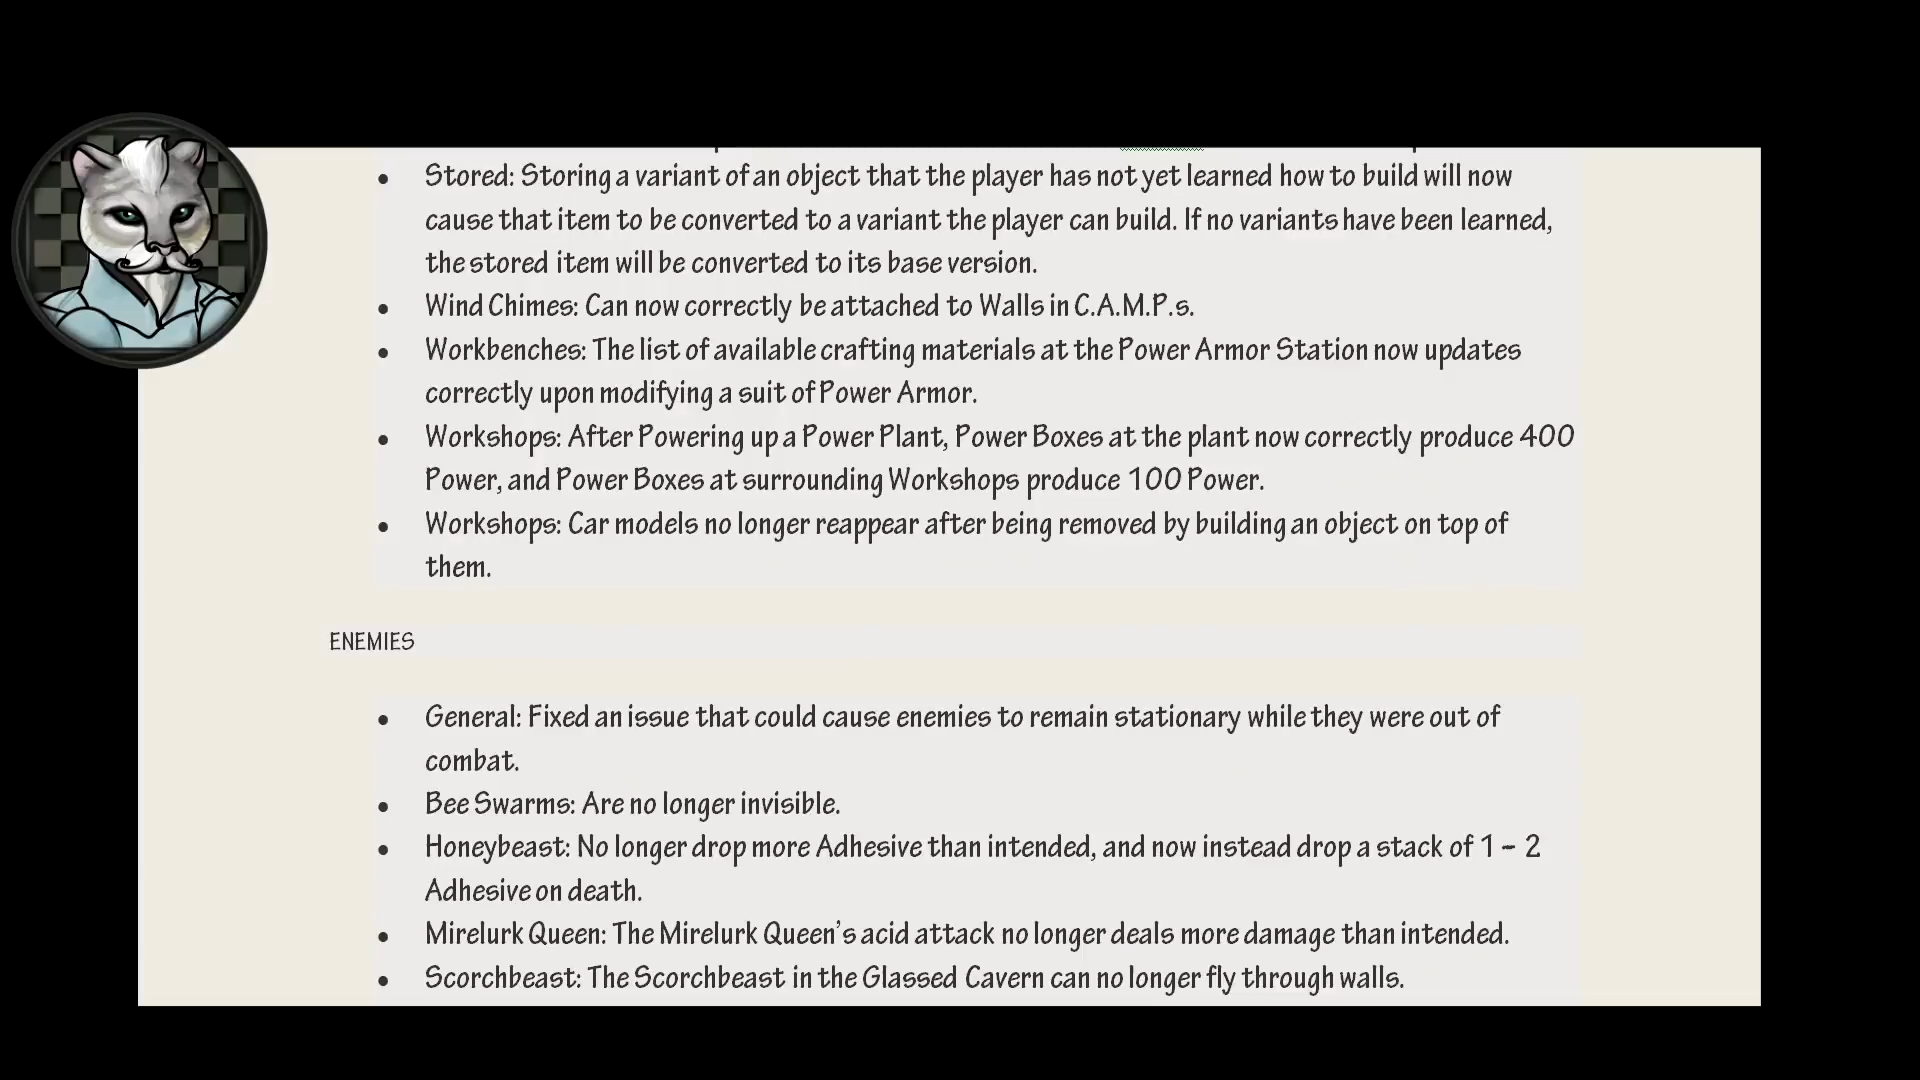 Stored: Storing a variant of an object that the player has not yet learned how to build will now
cause that item to be converted to a variant the player can build. If no variants have been learned,
the stored item will be converted to its base version.
Wind Chimes: Can now correctly be attached to Walls in C.A.M.P.s.
Workbenches: The list of available crafting materials at the Power Armor Station now updates
correctly upon modifying a suit of Power Armor.
Workshops: After Powering up a Power Plant, Power Boxes at the plant now correctly produce 400
Power, and Power Boxes at surrounding Workshops produce 100 Power.
Workshops: Car models no longer reappear after being removed by building an object on top of
them.
ENEMIES
General: Fixed an issue that could cause enemies to remain stationary while they were out of
combat.
Bee Swarms: Are no longer invisible.
Honeybeast: No longer drop more Adhesive than intended, and now instead drop a stack of 1 – 2
Adhesive on death.
Mirelurk Queen: The Mirelurk Queen’s acid attack no longer deals more damage than intended.
Scorchbeast: The Scorchbeast in the Glassed Cavern can no longer fly through walls.